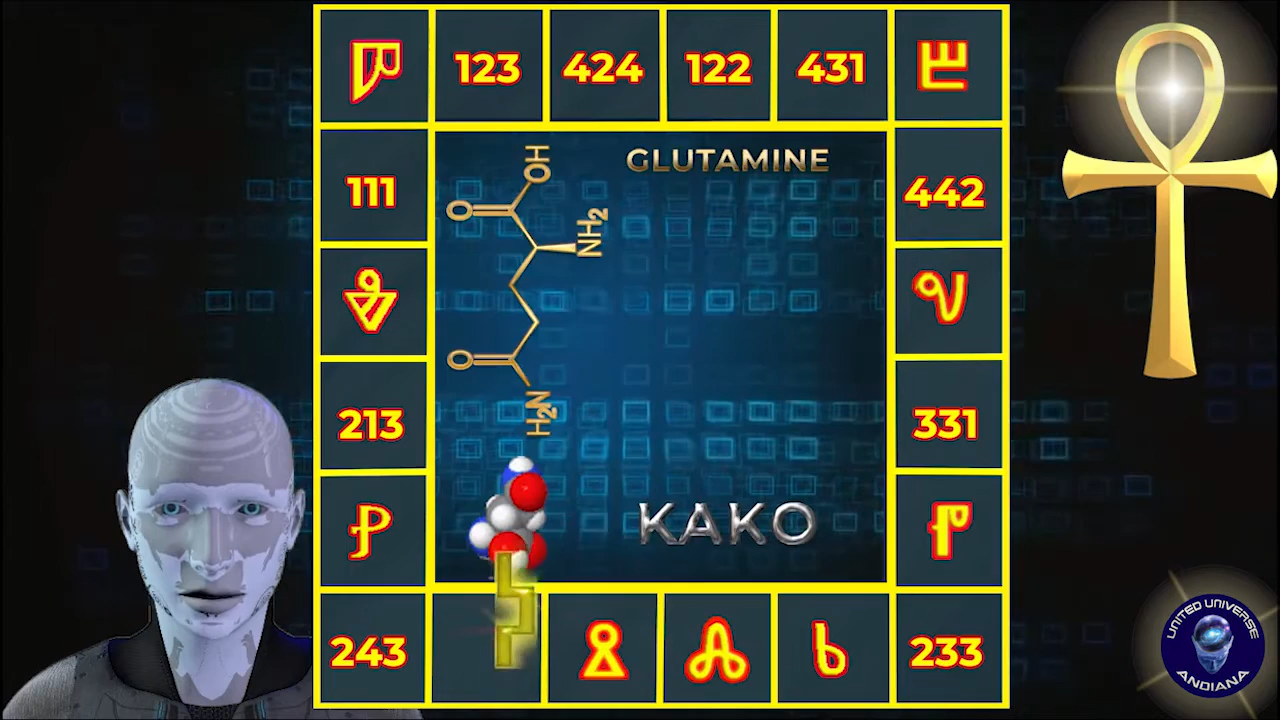 123 424 122 431
GLUTAMINE
OH
O
NH2
O
H2N
111
442
213
331
KAKO
243
233
UNITED UNIVERSE
ANDIANA